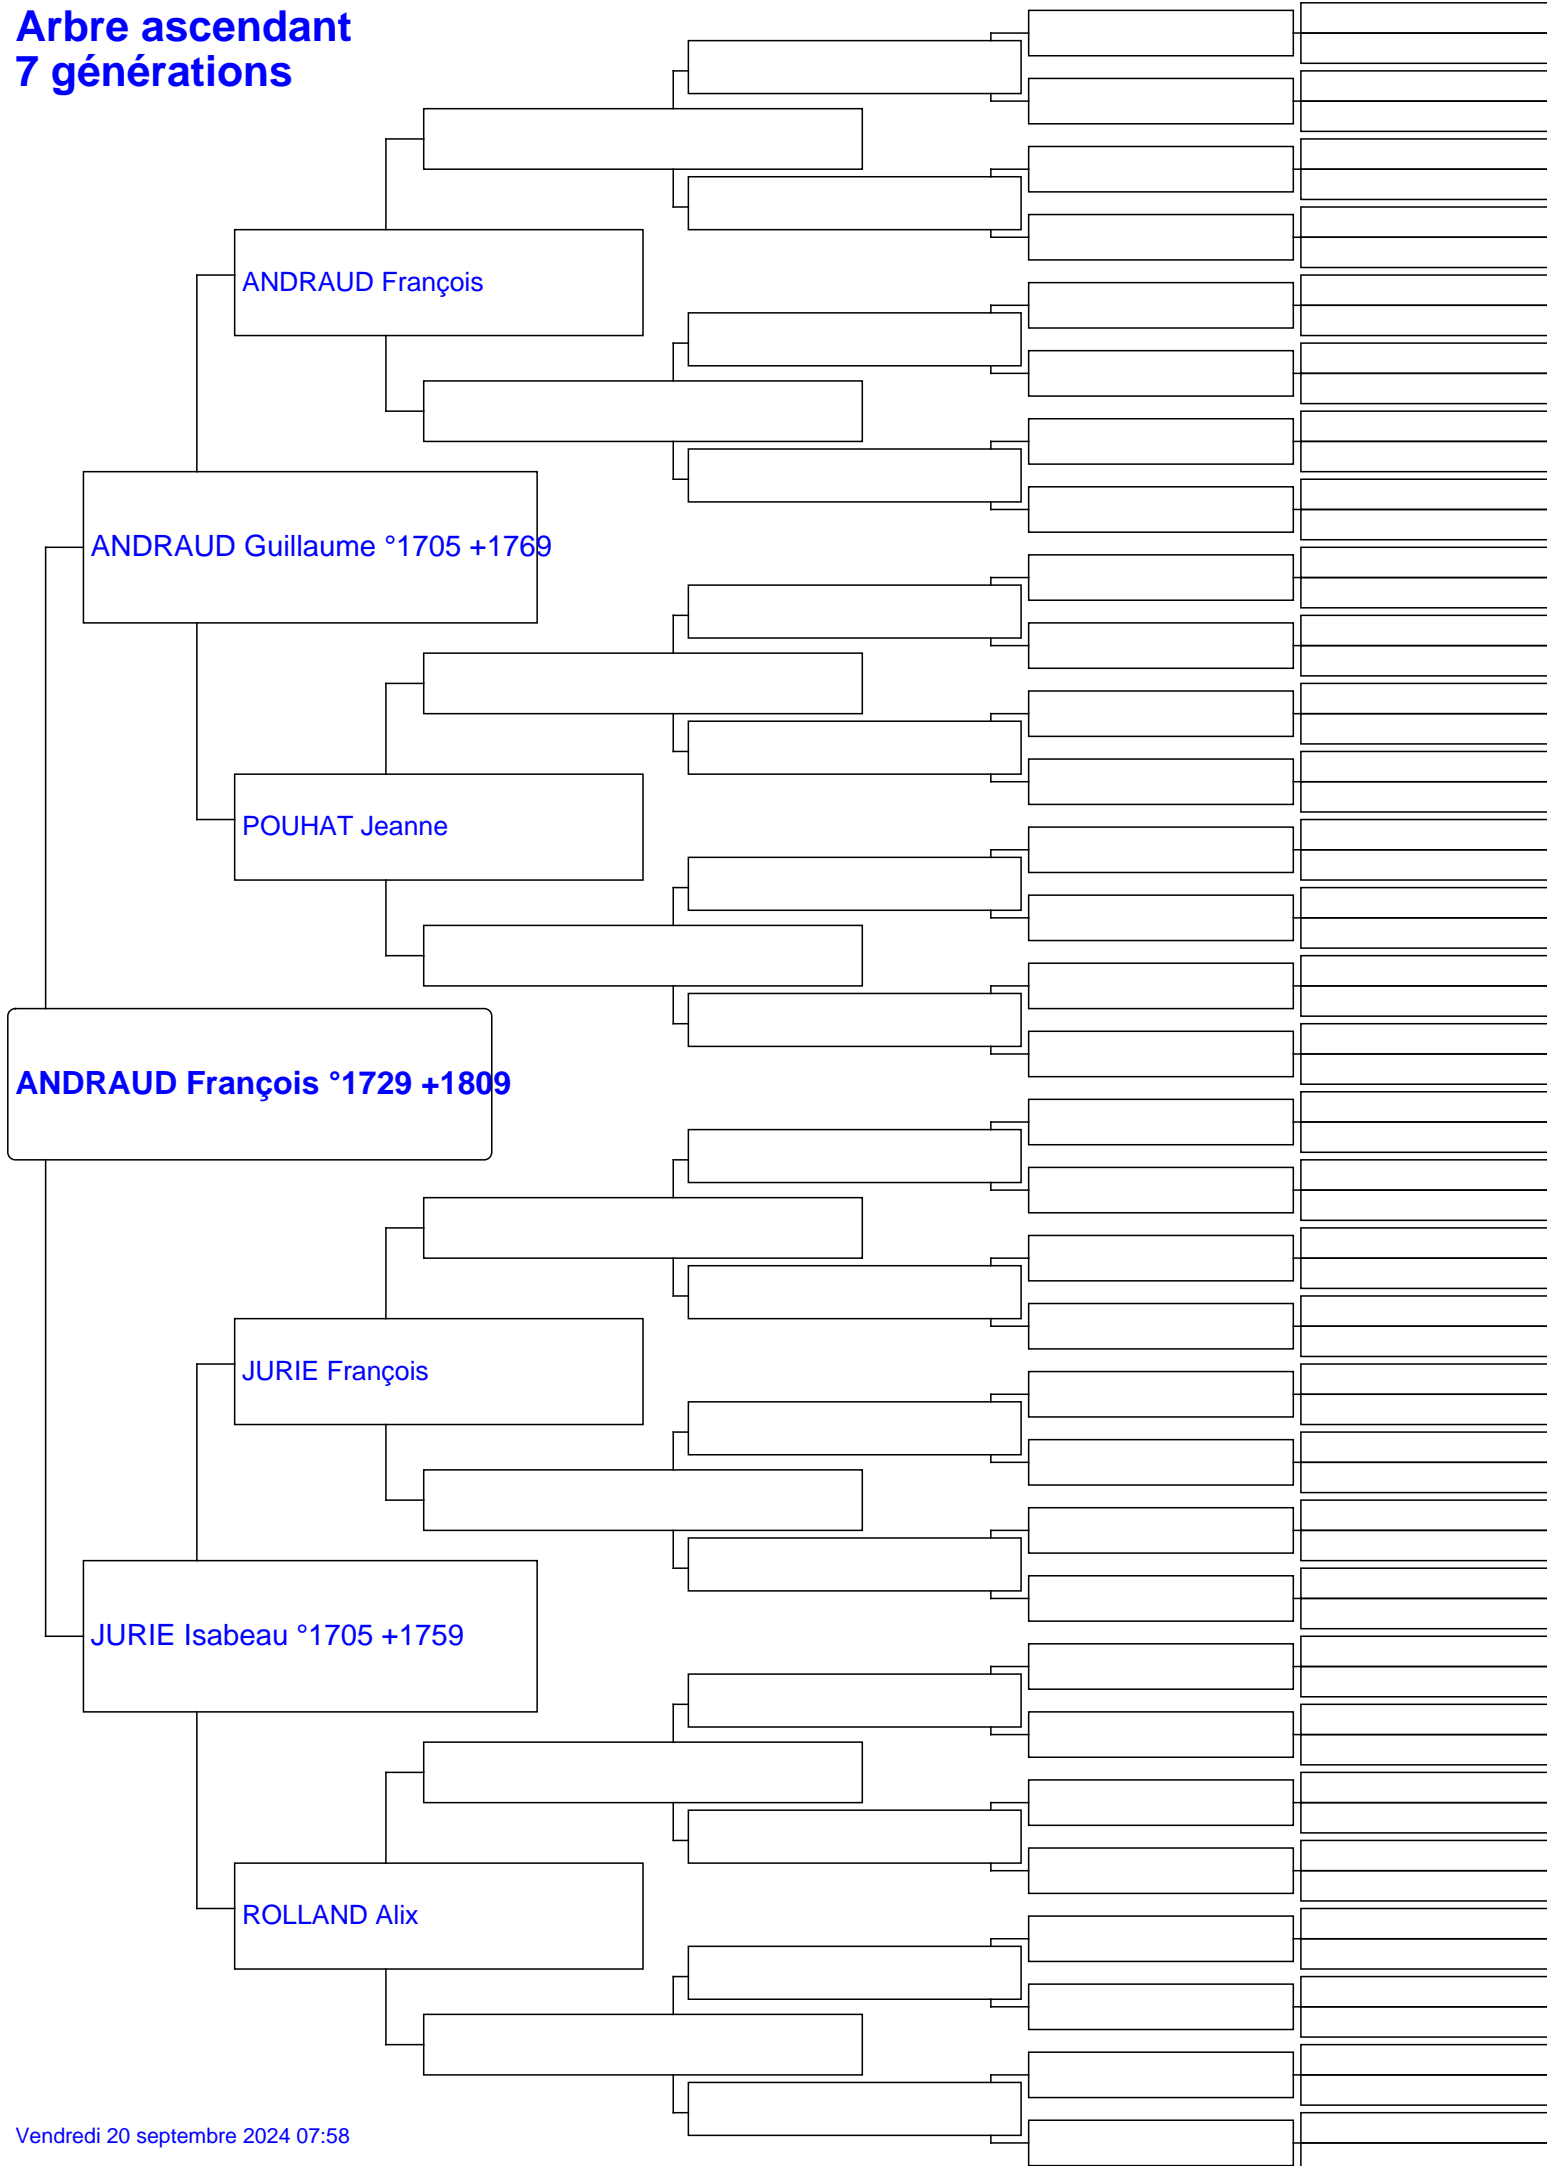 Arbre ascendant
7 générations
ANDRAUD François
ANDRAUD Guillaume °1705 +1769
POUHAT Jeanne
ANDRAUD François °1729 +1809
JURIE François
JURIE Isabeau °1705 +1759
ROLLAND Alix
Vendredi 20 septembre 2024 07:58